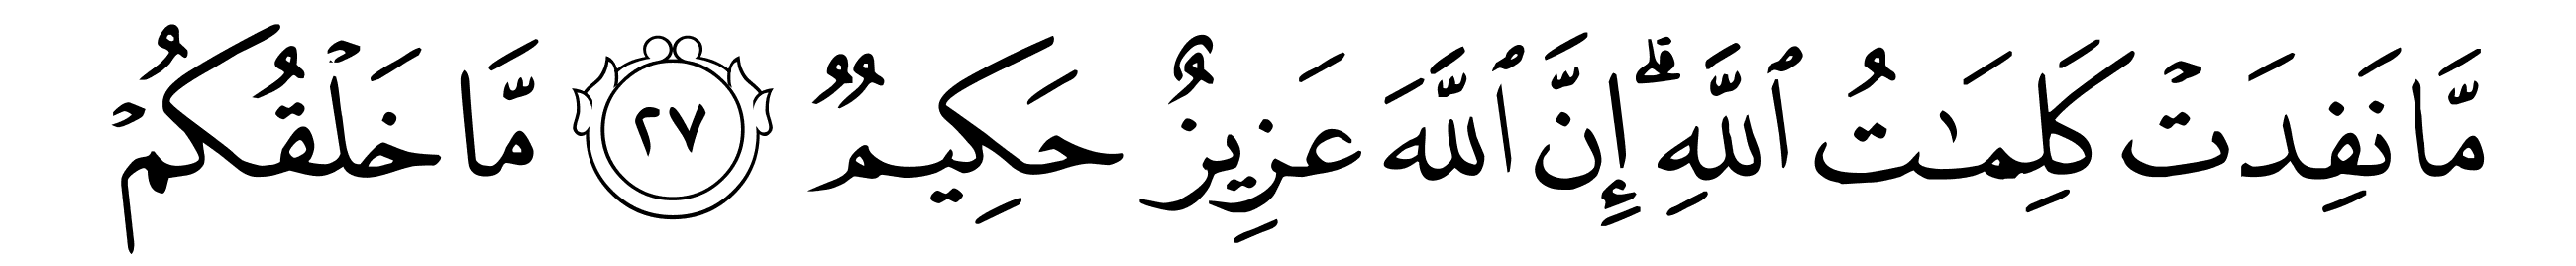 مَّا نَفِدَتْ كَلِمَٰتُ ٱللَّهِ ۗ إِنَّ ٱللَّهَ عَزِيزٌ حَكِيمٌ ٢٧ مَّا خَلْقُكُمْ